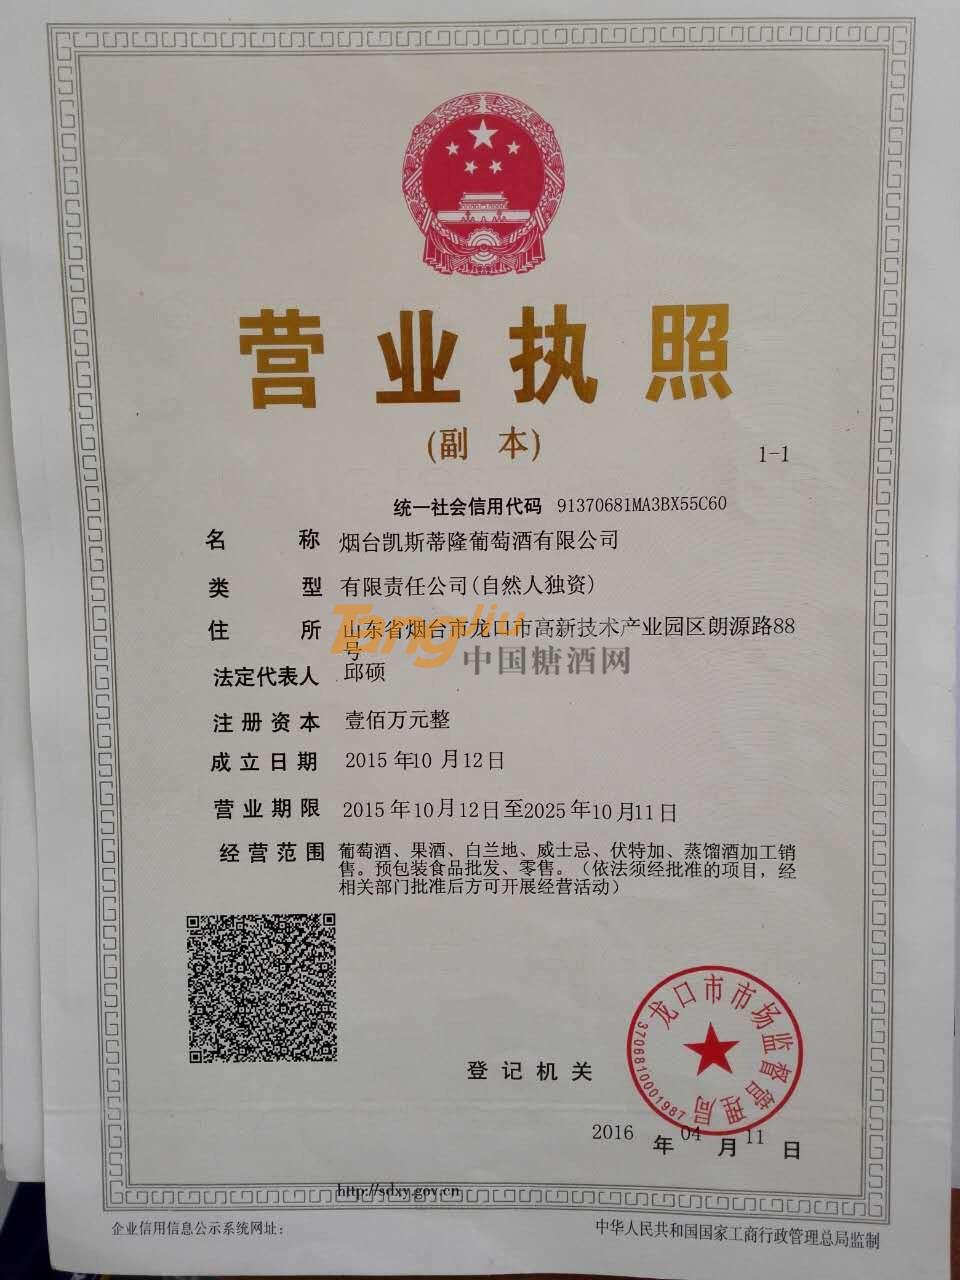 营业执照
(副 本)
1-1
统一社会信用代码 91370681MA3BX55C60
名 称 烟台凯斯蒂隆葡萄酒有限公司
类 型 有限责任公司(自然人独资)
住 所 山东省烟台市龙口市高新技术产业园区朗源路88
号
TangJiu
中国糖酒网
法定代表人 邱硕
注册资本 壹佰万元整
成立日期 2015年10月12日
营业期限 2015年10月12日至2025年10月11日
经营范围 葡萄酒、果酒、白兰地、威士忌、伏特加、蒸馏酒加工销
售。预包装食品批发、零售。(依法须经批准的项目，经
相关部门批准后方可开展经营活动)
龙口市市场监督管理局
3706810001987
登记机关
2016 年 04 月 11 日
http://sdxy.gov.cn
企业信用信息公示系统网址：
中华人民共和国国家工商行政管理总局监制